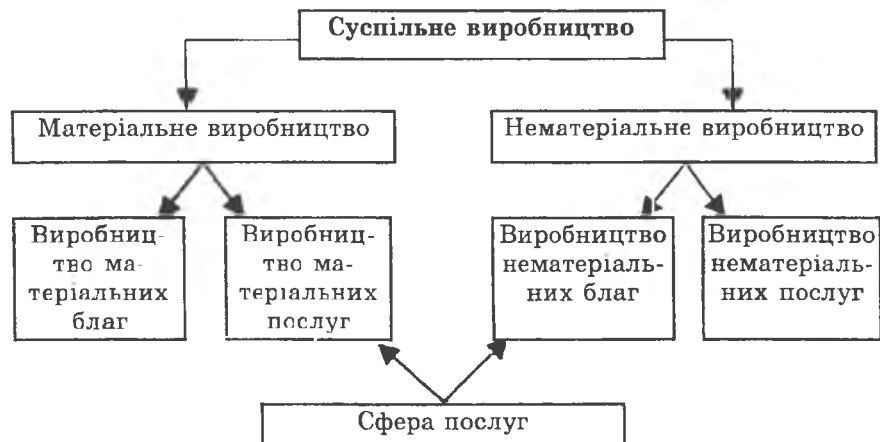 Суспільне виробництво
Матеріальне виробництво
Нематеріальне виробництво
Виробниц-
тво ма-
теріальних
благ
Виробниц-
тво ма-
теріальних
послуг
Виробництво
нематеріаль-
них благ
Виробництво
нематеріаль-
них послуг
Сфера послуг